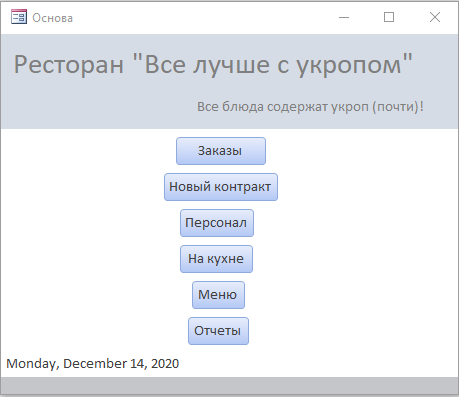 Основа
Ресторан "Все лучше с укропом"
Все блюда содержат укроп (почти)!
Заказы
Новый контракт
Персонал
На кухне
Меню
Отчеты
Monday, December 14, 2020